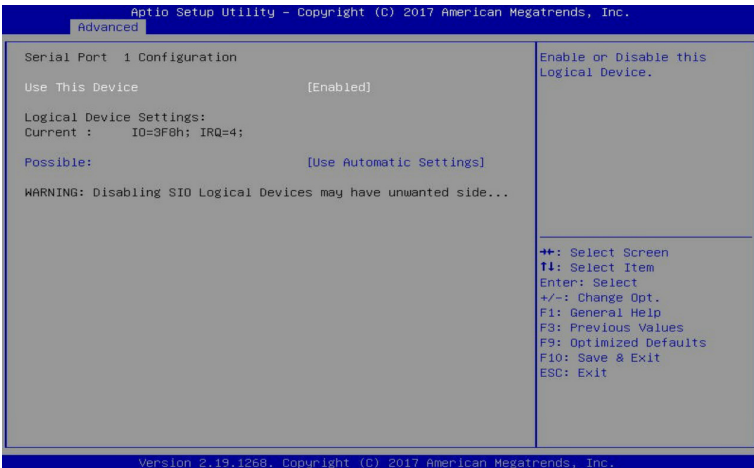 Aptio Setup Utility – Copyright (C) 2017 American Megatrends, Inc.
Advanced
Serial Port 1 Configuration
Use This Device [Enabled]
Logical Device Settings:
Current : IO=3F8h; IRQ=4;
Possible: [Use Automatic Settings]
WARNING: Disabling SIO Logical Devices may have unwanted side...
Enable or Disable this
Logical Device.
→←: Select Screen
↑↓: Select Item
Enter: Select
+/-: Change Opt.
F1: General Help
F3: Previous Values
F9: Optimized Defaults
F10: Save & Exit
ESC: Exit
Version 2.19.1268. Copyright (C) 2017 American Megatrends, Inc.